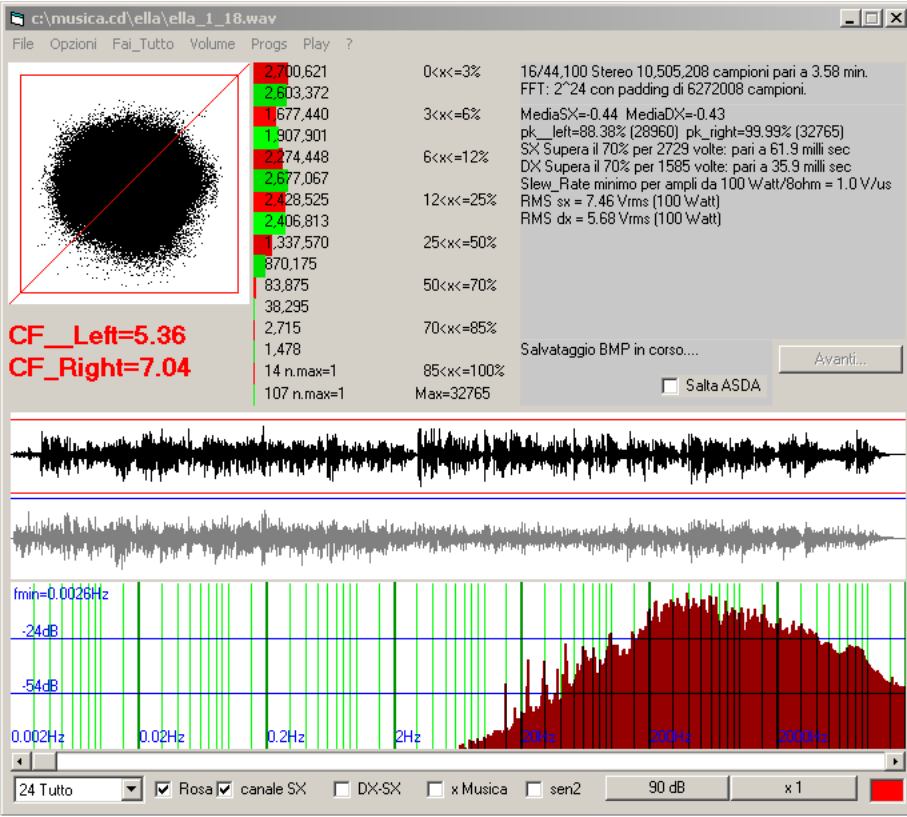 c:\musica.cd\ella\ella_1_18.wav
File Opzioni Fai_Tutto Volume Progs Play ?
2,700,621 0<x<=3%
2,603,372
1,677,440 3<x<=6%
1,907,901
2,274,448 6<x<=12%
2,677,067
2,428,525 12<x<=25%
2,406,813
1,337,570 25<x<=50%
870,175
83,875 50<x<=70%
38,295
2,715 70<x<=85%
1,478
14 n.max=1 85<x<=100%
107 n.max=1 Max=32765
CF__Left=5.36
CF_Right=7.04
16/44,100 Stereo 10,505,208 campioni pari a 3.58 min.
FFT: 2^24 con padding di 6272008 campioni.
MediaSX=-0.44 MediaDX=-0.43
pk__left=88.38% (28960) pk_right=99.99% (32765)
SX Supera il 70% per 2729 volte: pari a 61.9 milli sec
DX Supera il 70% per 1585 volte: pari a 35.9 milli sec
Slew_Rate minimo per ampli da 100 Watt/8ohm = 1.0 V/us
RMS sx = 7.46 Vrms (100 Watt)
RMS dx = 5.68 Vrms (100 Watt)
Salvataggio BMP in corso....
Avanti...
Salta ASDA
fmin=0.0026Hz
-24dB
-54dB
0.002Hz 0.02Hz 0.2Hz 2Hz 20Hz 200Hz 2000Hz
24 Tutto Rosa canale SX DX-SX x Musica sen2 90 dB x 1